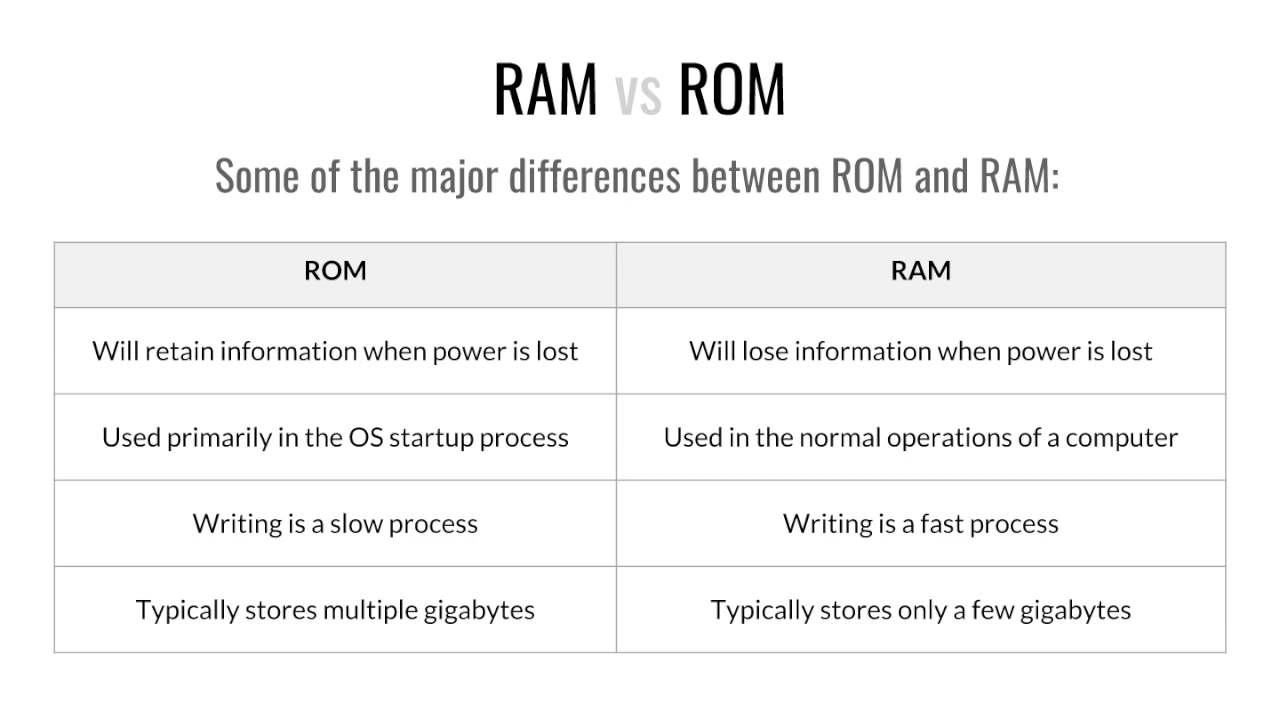 RAM vs ROM
Some of the major differences between ROM and RAM:
ROM
RAM
Will retain information when power is lost
Will lose information when power is lost
Used primarily in the OS startup process
Used in the normal operations of a computer
Writing is a slow process
Writing is a fast process
Typically stores multiple gigabytes
Typically stores only a few gigabytes